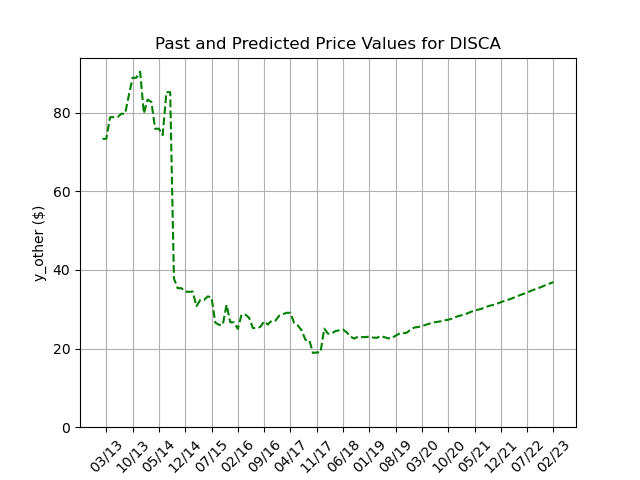 Past and Predicted Price Values for DISCA
y_other ($)
80
60
40
20
0
03/13 10/13 05/14 12/14 07/15 02/16 09/16 04/17 11/17 06/18 01/19 08/19 03/20 10/20 05/21 12/21 07/22 02/23